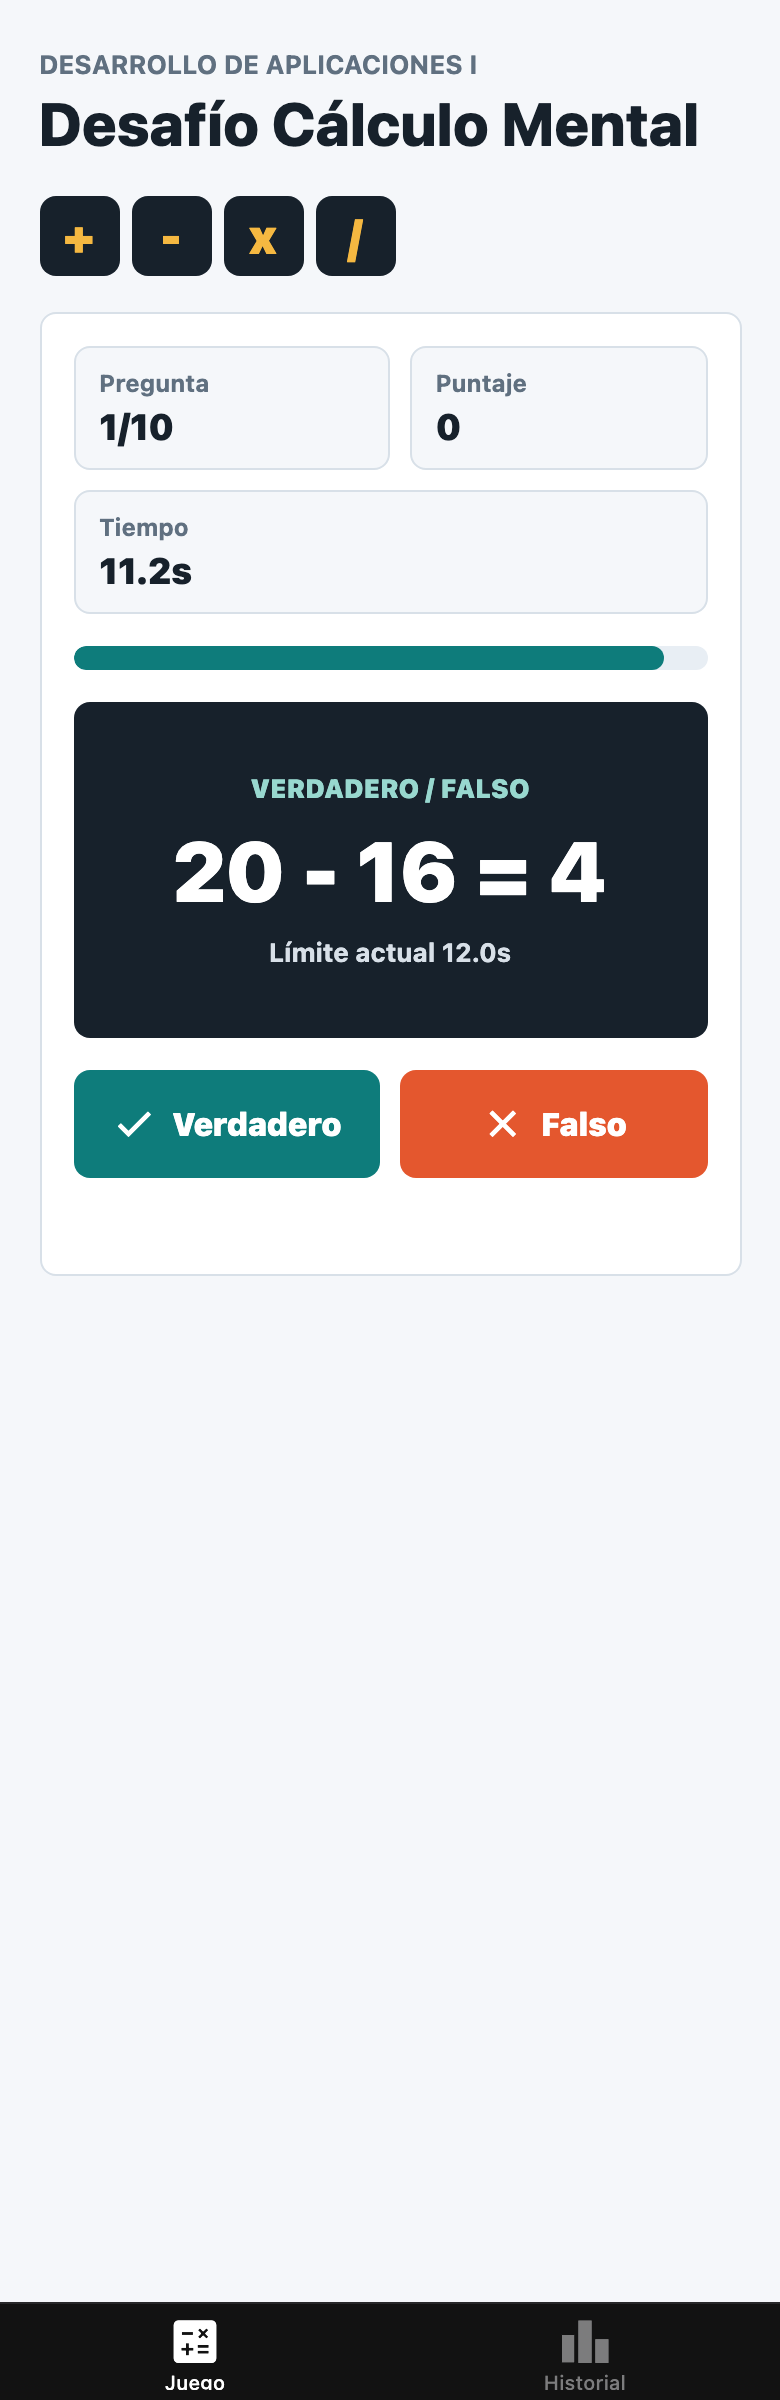 DESARROLLO DE APLICACIONES I
Desafío Cálculo Mental
+ - x /
Pregunta
1/10
Puntaje
0
Tiempo
11.2s
VERDADERO / FALSO
20 - 16 = 4
Límite actual 12.0s
Verdadero
Falso
Juego
Historial